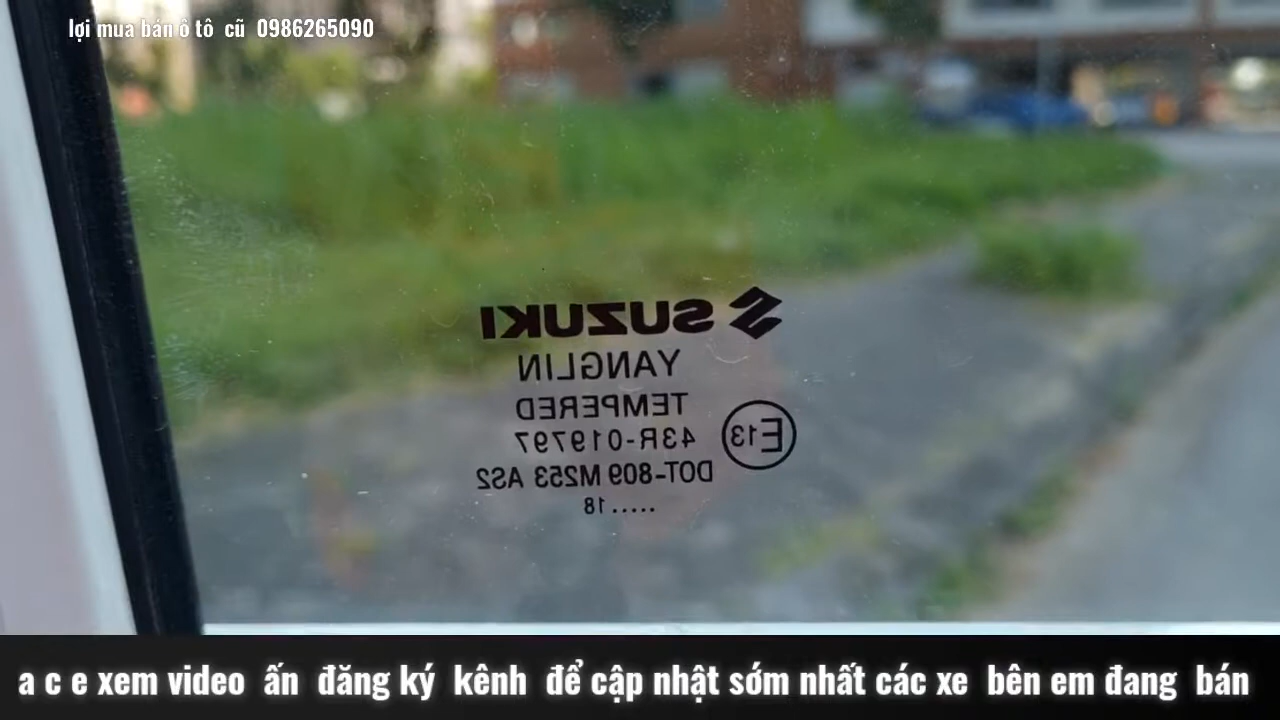 lợi mua bán ô tô cũ 0986265090
SUZUKI
YANGLIN
TEMPERED
43R-019797 E13
DOT-809 M253 AS2
..... 18
a c e xem video ấn đăng ký kênh để cập nhật sớm nhất các xe bên em đang bán